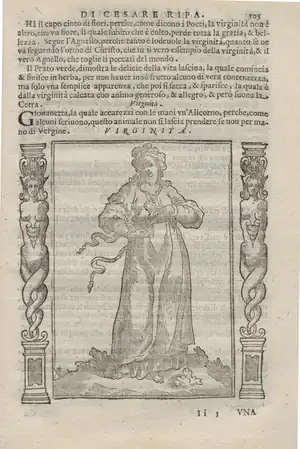 DI CESARE RIPA. 505
Hà il capo cinto di fiori, perche, come dicono i Poeti, la virginità non è
altro, che vn fiore, il quale subito che è colto, perde tutta la gratia, & bel-
lezza. Segue l'Agnello, perche tanto è lodeuole la virginità, quanto se ne
và seguendo l'orme di Christo, che fù il vero essempio della virginità, & il
vero Agnello, che toglie li peccati del mondo.
Il Prato verde, dimostra le delicie della vita lasciua, la quale comincia
& finisce in herba, per non hauer in sè frutto alcuno di vera contentezza,
ma solo vna semplice apparenza, che poi si secca, & sparisce, la quale è
dalla virginità calcata con animo generoso, & allegro, & però suona la
Cetra. Virginità.
Giouanetta, la quale accarezzi con le mani vn'Alicorno, perche, come
alcuni scriuono, questo animale non si lascia prendere se non per ma-
no di Vergine. VIRGINITA.
Ii 3 VNA